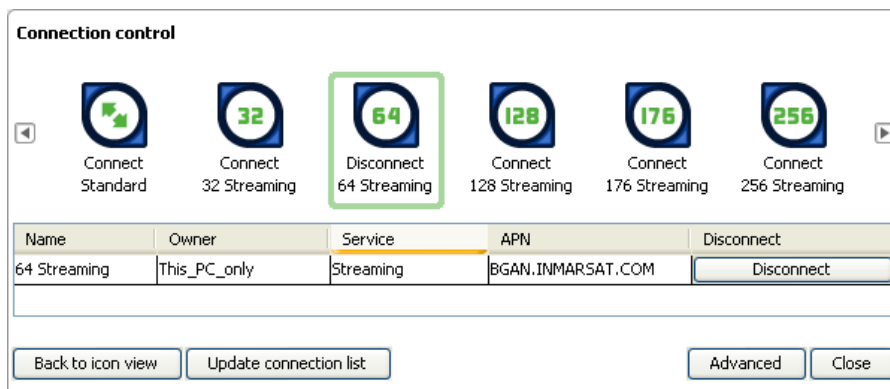 Connection control
32
64
128
176
256
Connect
Standard
Connect
32 Streaming
Disconnect
64 Streaming
Connect
128 Streaming
Connect
176 Streaming
Connect
256 Streaming
Name Owner Service APN Disconnect
64 Streaming This_PC_only Streaming BGAN.INMARSAT.COM Disconnect
Back to icon view Update connection list Advanced Close